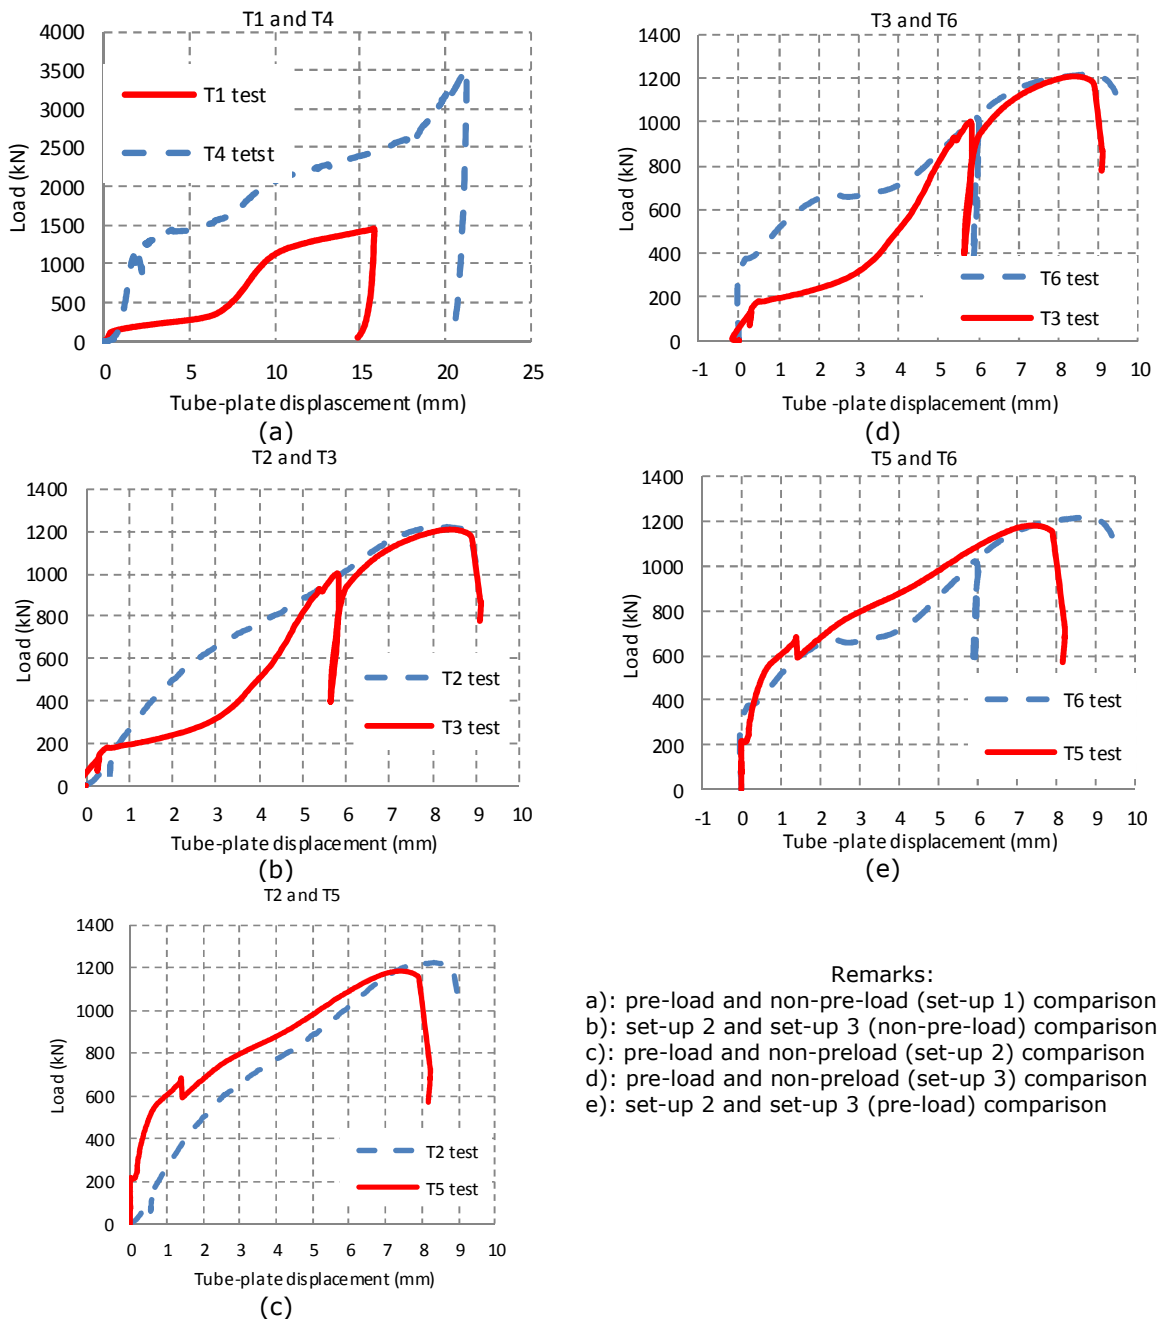 T1 and T4
4000
3500
3000
2500
2000
1500
1000
500
0
Load (kN)
T1 test
T4 tetst
0 5 10 15 20 25
Tube-plate displascement (mm)
(a)
T3 and T6
1400
1200
1000
800
600
400
200
0
Load (kN)
T6 test
T3 test
-1 0 1 2 3 4 5 6 7 8 9 10
Tube -plate displacement (mm)
(d)
T2 and T3
1400
1200
1000
800
600
400
200
0
Load (kN)
T2 test
T3 test
0 1 2 3 4 5 6 7 8 9 10
Tube-plate displacement (mm)
(b)
T5 and T6
1400
1200
1000
800
600
400
200
0
Load (kN)
T6 test
T5 test
-1 0 1 2 3 4 5 6 7 8 9 10
Tube -plate displacement (mm)
(e)
T2 and T5
1400
1200
1000
800
600
400
200
0
Load (kN)
T2 test
T5 test
0 1 2 3 4 5 6 7 8 9 10
Tube-plate displacement (mm)
(c)
Remarks:
a): pre-load and non-pre-load (set-up 1) comparison
b): set-up 2 and set-up 3 (non-pre-load) comparison
c): pre-load and non-preload (set-up 2) comparison
d): pre-load and non-preload (set-up 3) comparison
e): set-up 2 and set-up 3 (pre-load) comparison